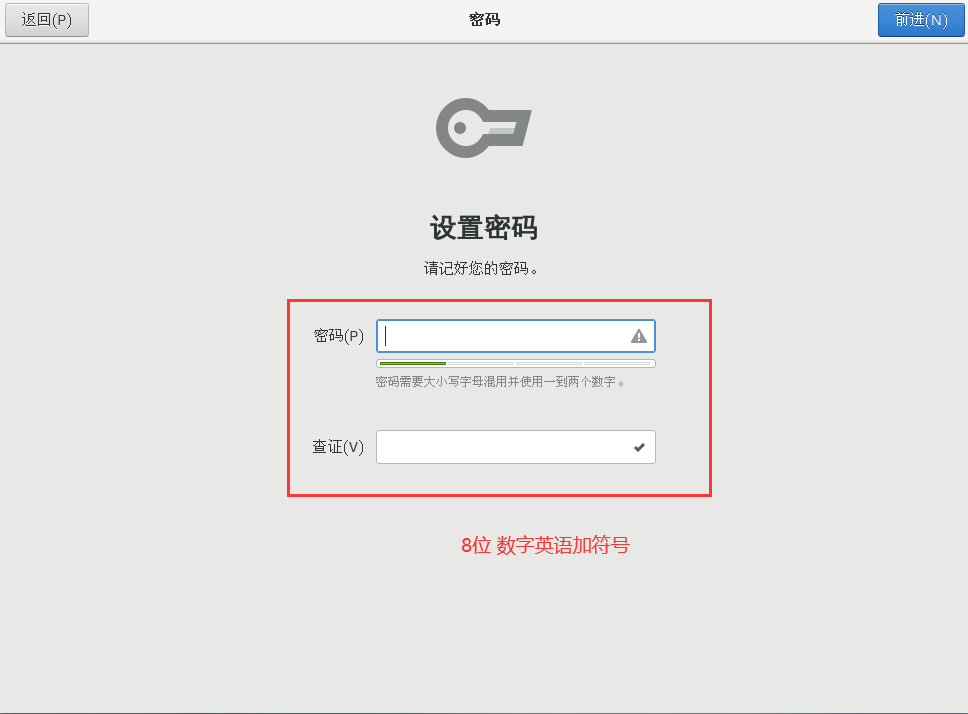 返回(P)
密码
前进(N)
设置密码
请记好您的密码。
密码(P)
密码需要大小写字母混用并使用一到两个数字。
查证(V)
8位 数字英语加符号